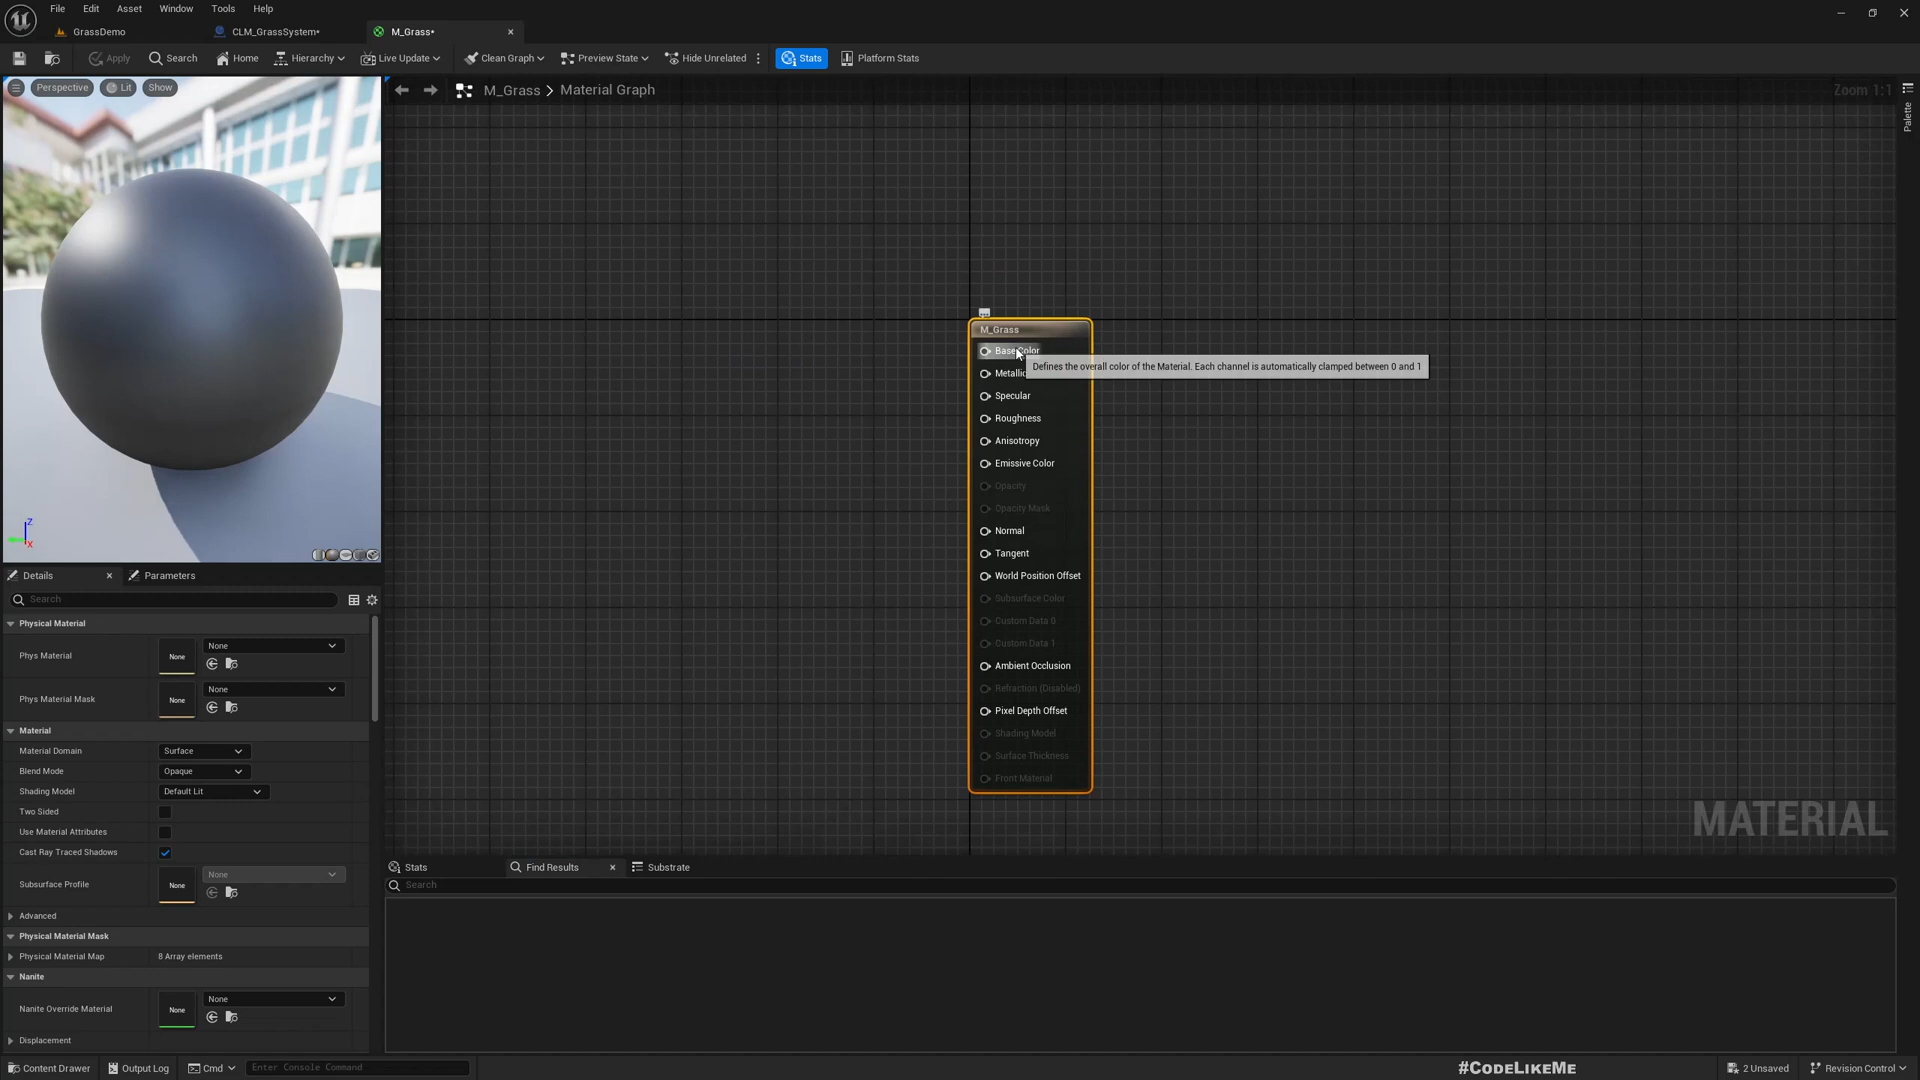 File Edit Asset Window Tools Help
GrassDemo CLM_GrassSystem* M_Grass*
Apply Search Home Hierarchy Live Update Clean Graph Preview State Hide Unrelated Stats Platform Stats
Perspective Lit Show
M_Grass > Material Graph
Zoom 1:1
Palette
M_Grass
Base Color
Defines the overall color of the Material. Each channel is automatically clamped between 0 and 1
Metallic
Specular
Roughness
Anisotropy
Emissive Color
Opacity
Opacity Mask
Normal
Tangent
World Position Offset
Subsurface Color
Custom Data 0
Custom Data 1
Ambient Occlusion
Refraction (Disabled)
Pixel Depth Offset
Shading Model
Surface Thickness
Front Material
MATERIAL
Z
X
Details Parameters
Search
Physical Material
Phys Material None None
Phys Material Mask None None
Material
Material Domain Surface
Blend Mode Opaque
Shading Model Default Lit
Two Sided
Use Material Attributes
Cast Ray Traced Shadows
Subsurface Profile None None
Advanced
Physical Material Mask
Physical Material Map 8 Array elements
Nanite
Nanite Override Material None None
Displacement
Stats Find Results Substrate
Search
Content Drawer Output Log Cmd Enter Console Command
#CODELIKEME
2 Unsaved Revision Control